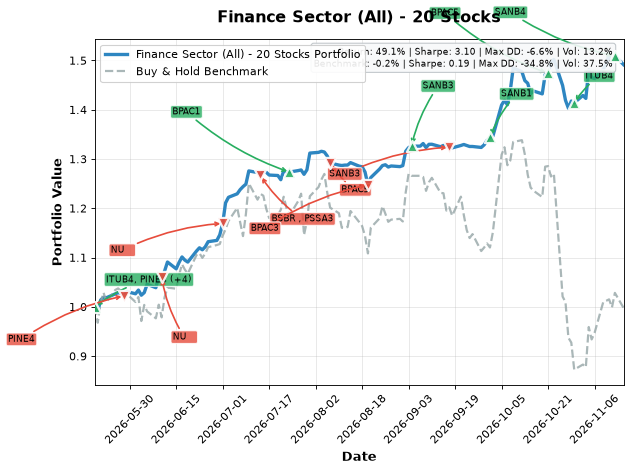 Finance Sector (All) - 20 Stocks
SANB4
Finance Sector (All) - 20 Stocks Portfolio
Buy & Hold Benchmark
49.1% | Sharpe: 3.10 | Max DD: -6.6% | Vol: 13.2%
-0.2% | Sharpe: 0.19 | Max DD: -34.8% | Vol: 37.5%
ITUB4
SANB3
SANB1
BPAC1
SANB3
BSBR , PSSA3
BPAC3
NU
ITUB4,
(+4)
PINE4
NU
Portfolio Value
1.5
1.4
1.3
1.2
1.1
1.0
0.9
2026-05-30
2026-06-15
2026-07-01
2026-07-17
2026-08-02
2026-08-18
2026-09-03
2026-09-19
2026-10-05
2026-10-21
2026-11-06
Date